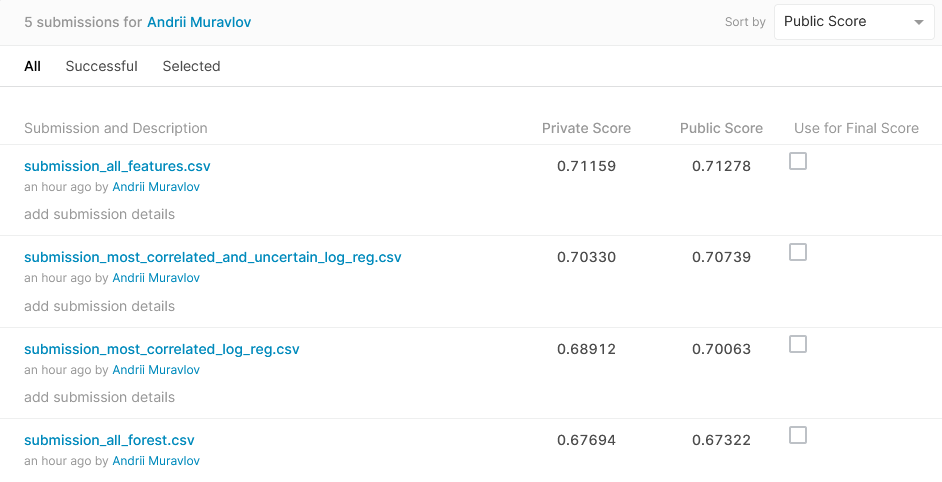 5 submissions for Andrii Muravlov
Sort by Public Score
All Successful Selected
Submission and Description Private Score Public Score Use for Final Score
submission_all_features.csv 0.71159 0.71278
an hour ago by Andrii Muravlov
add submission details
submission_most_correlated_and_uncertain_log_reg.csv 0.70330 0.70739
an hour ago by Andrii Muravlov
add submission details
submission_most_correlated_log_reg.csv 0.68912 0.70063
an hour ago by Andrii Muravlov
add submission details
submission_all_forest.csv 0.67694 0.67322
an hour ago by Andrii Muravlov